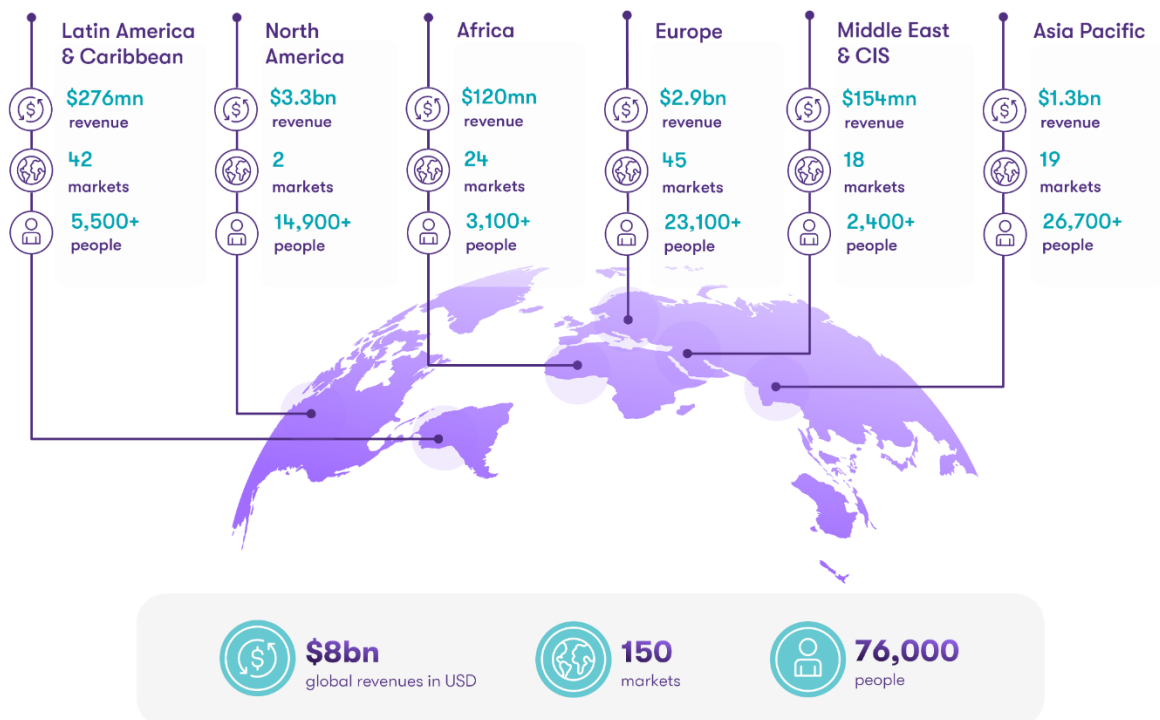 Latin America
& Caribbean
$276mn
revenue
42
markets
5,500+
people
North
America
$3.3bn
revenue
2
markets
14,900+
people
Africa
$120mn
revenue
24
markets
3,100+
people
Europe
$2.9bn
revenue
45
markets
23,100+
people
Middle East
& CIS
$154mn
revenue
18
markets
2,400+
people
Asia Pacific
$1.3bn
revenue
19
markets
26,700+
people
$8bn
global revenues in USD
150
markets
76,000
people